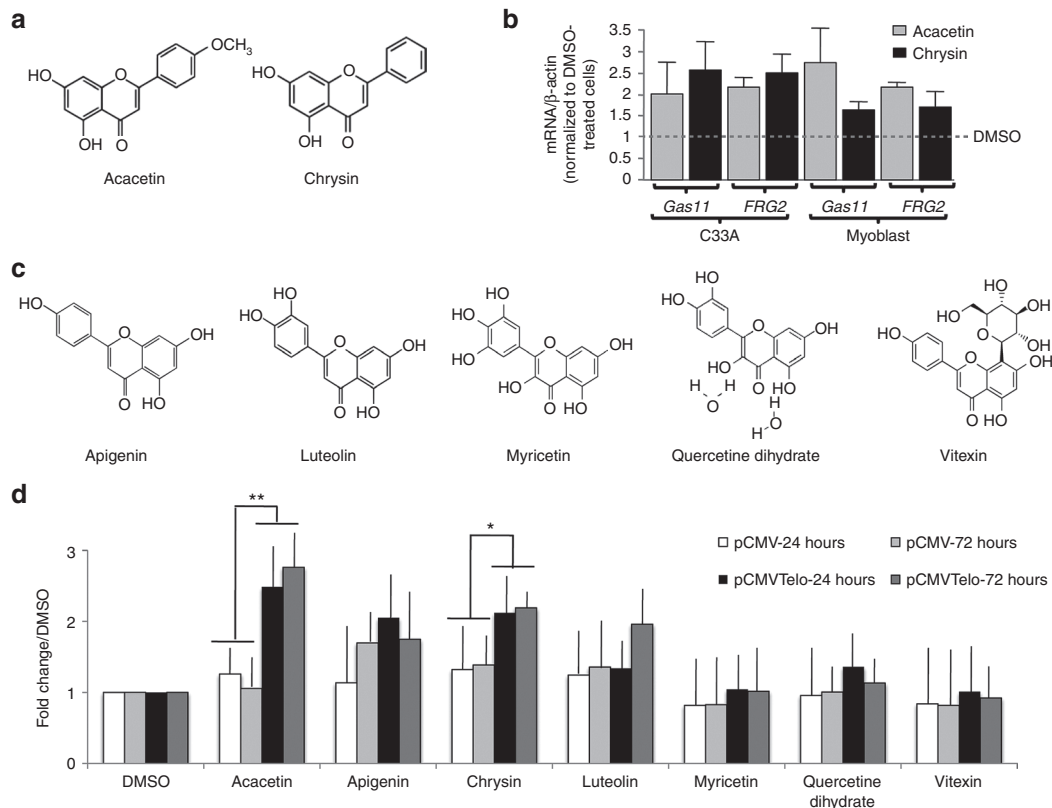 a
OCH3
HO
O
OH
O
Acacetin
HO
O
OH
O
Chrysin
b
mRNA/β-actin
(normalized to DMSO-
treated cells)
3.5
3
2.5
2
1.5
1
0.5
0
Acacetin
Chrysin
DMSO
Gas11
FRG2
Gas11
FRG2
C33A
Myoblast
c
HO
O
OH
O
OH
Apigenin
HO
HO
O
OH
O
OH
Luteolin
HO
HO
HO
O
OH
HO
O
OH
Myricetin
HO
HO
O
OH
HO
O
HO
H
H
O
H
O
H
Quercetine dihydrate
OH
HO
OH
O
OH
HO
O
OH
O
HO
Vitexin
d
Fold change/DMSO
3
2
1
0
**
*
pCMV-24 hours
pCMV-72 hours
pCMVTelo-24 hours
pCMVTelo-72 hours
DMSO
Acacetin
Apigenin
Chrysin
Luteolin
Myricetin
Quercetine
dihydrate
Vitexin